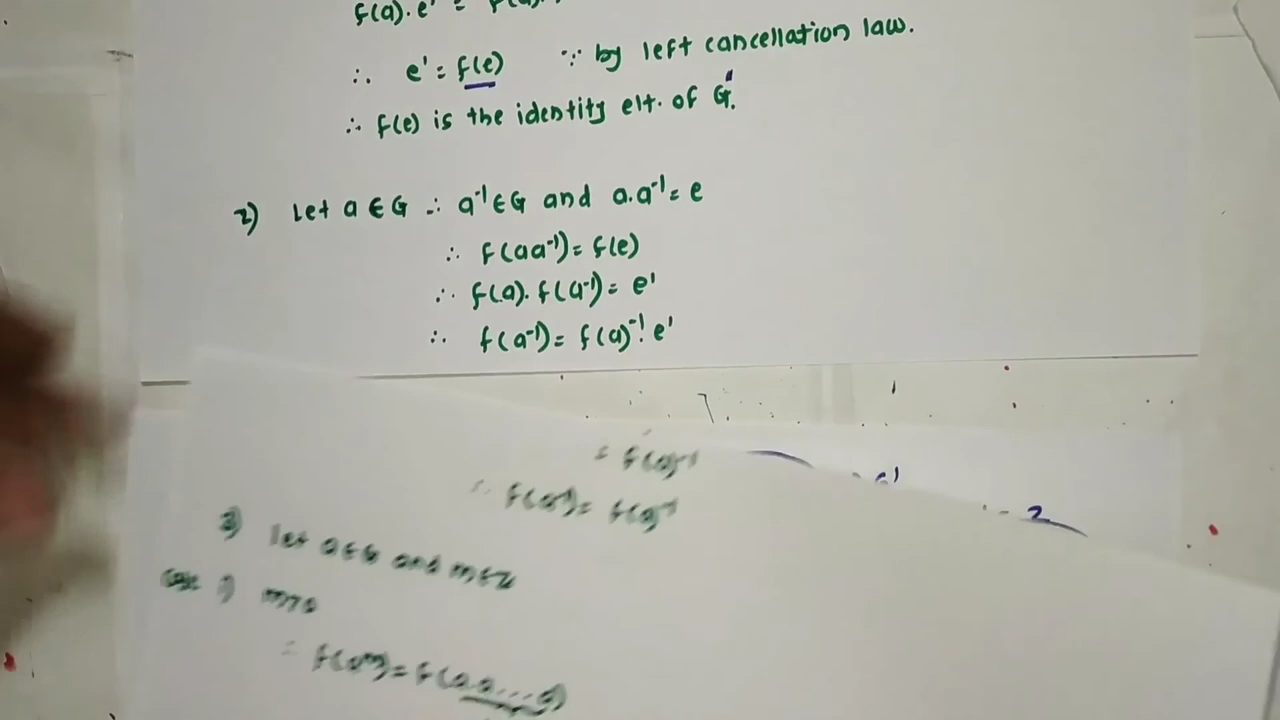 f(a).e' =
∴ e' = f(e) ∵ by left cancellation law.
∴ f(e) is the identity elt. of G'.
2) Let a ∈ G ∴ a⁻¹ ∈ G and a.a⁻¹ = e
∴ f(aa⁻¹) = f(e)
∴ f(a).f(a⁻¹) = e'
∴ f(a⁻¹) = f(a)⁻¹.e'
= f(a)⁻¹
∴ f(a⁻¹) = f(a)⁻¹
3) let a ∈ G and m ∈ Z
Case i) m > 0
∴ f(aᵐ) = f(a.a...a)